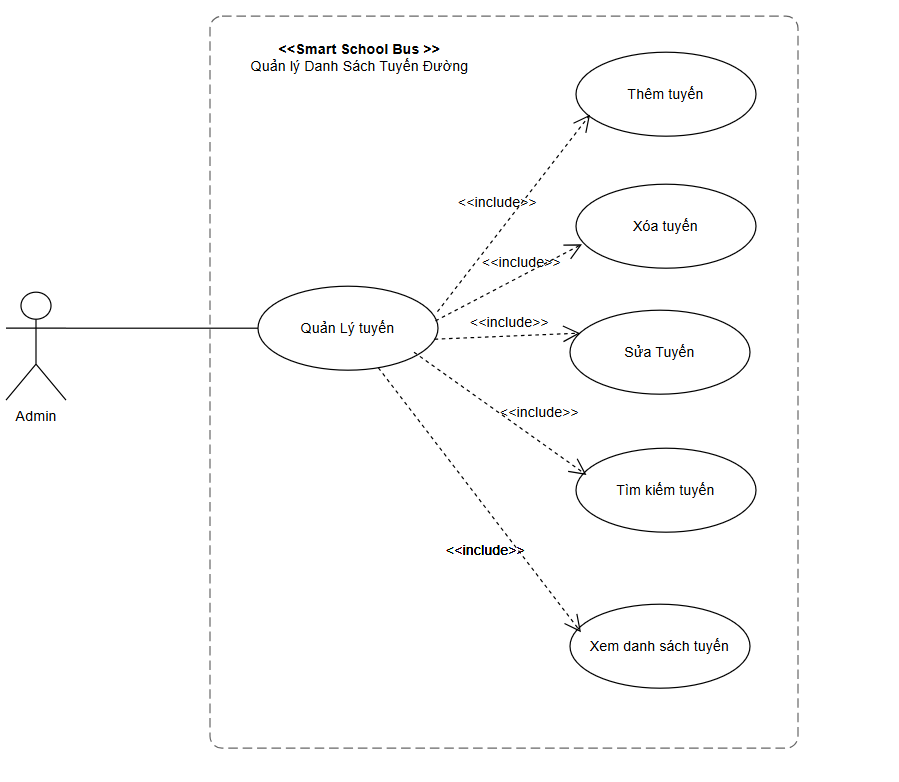 <<Smart School Bus >>
Quản lý Danh Sách Tuyến Đường
Thêm tuyến
<<include>>
Xóa tuyến
<<include>>
<<include>>
Quản Lý tuyến
Sửa Tuyến
Admin
<<include>>
Tìm kiếm tuyến
<<include>>
Xem danh sách tuyến